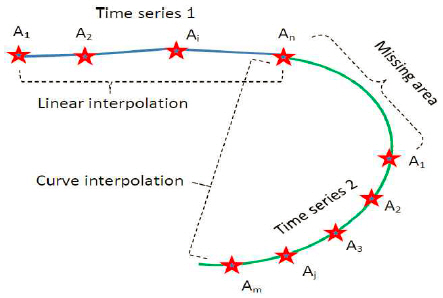 Time series 1
A1 A2 Ai An
Linear interpolation
Missing area
A1
Curve interpolation
Time series 2
A2
A3
Aj
Am